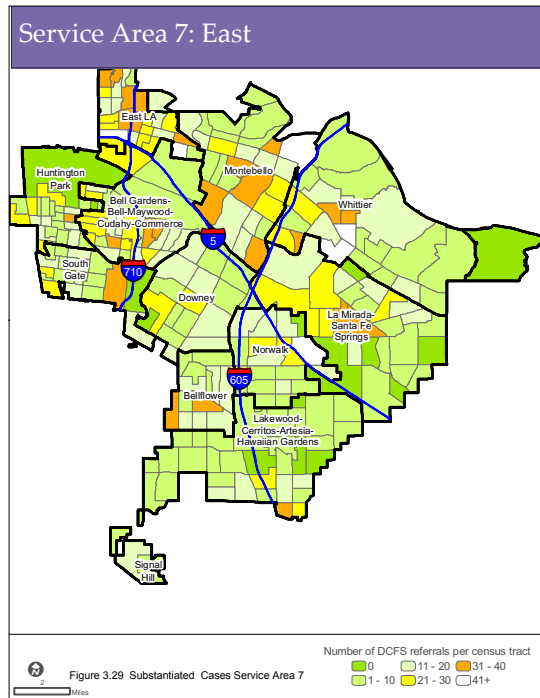 Service Area 7: East
East LA
Huntington
Park
Montebello
Bell Gardens-
Bell-Maywood-
Cudahy-Commerce
Whittier
5
South
Gate
710
Downey
La Mirada-
Santa Fe
Springs
Norwalk
605
Bellflower
Lakewood-
Cerritos-Artesia-
Hawaiian Gardens
Signal
Hill
Number of DCFS referrals per census tract
0
11 - 20
31 - 40
1 - 10
21 - 30
41+
N
2
Miles
Figure 3.29 Substantiated Cases Service Area 7